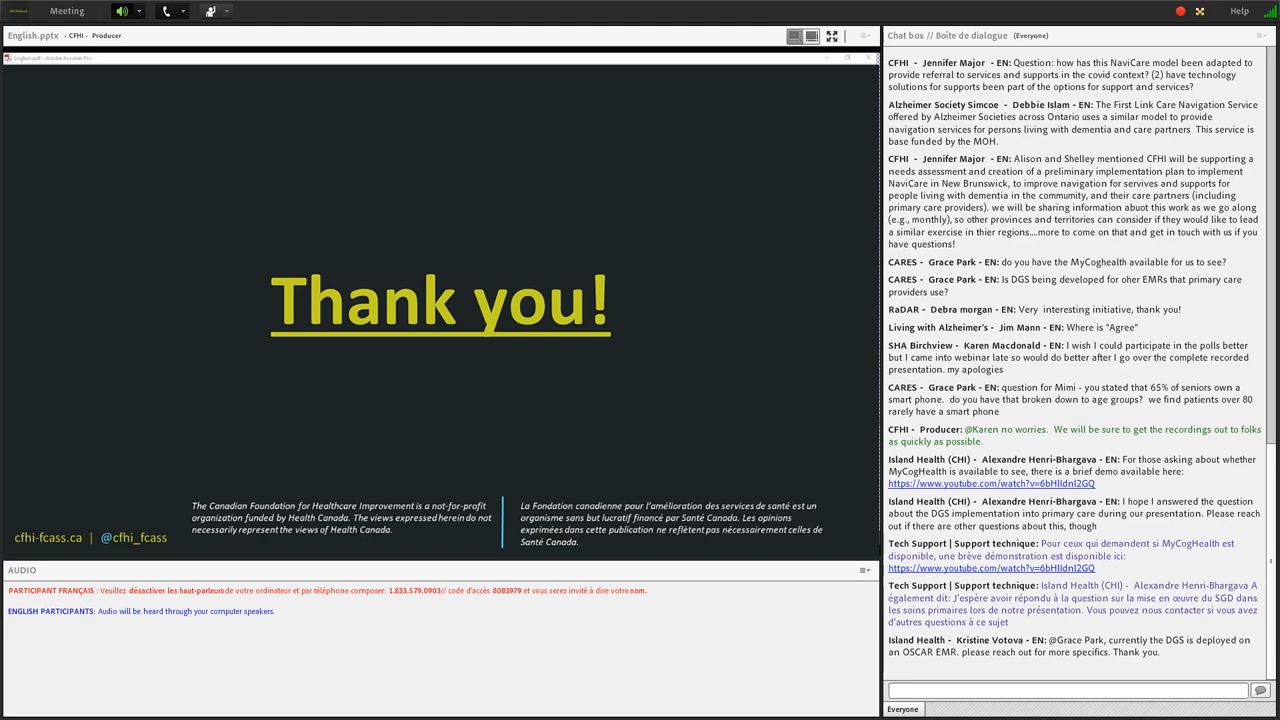 Meeting
Help
English.pptx - CFHI - Producer
English.pdf - Adobe Acrobat Pro
Thank you!
cfhi-fcass.ca | @cfhi_fcass
The Canadian Foundation for Healthcare Improvement is a not-for-profit
organization funded by Health Canada. The views expressed herein do not
necessarily represent the views of Health Canada.
La Fondation canadienne pour l'amélioration des services de santé est un
organisme sans but lucratif financé par Santé Canada. Les opinions
exprimées dans cette publication ne reflètent pas nécessairement celles de
Santé Canada.
AUDIO
PARTICIPANT FRANÇAIS : Veuillez désactiver les haut-parleurs de votre ordinateur et par téléphone composer: 1.833.579.0903// code d'accès 8083979 et vous serez invité à dire votre nom.
ENGLISH PARTICIPANTS: Audio will be heard through your computer speakers.
Chat box // Boîte de dialogue (Everyone)
CFHI - Jennifer Major - EN: Question: how has this NaviCare model been adapted to
provide referral to services and supports in the covid context? (2) have technology
solutions for supports been part of the options for support and services?
Alzheimer Society Simcoe - Debbie Islam - EN: The First Link Care Navigation Service
offered by Alzheimer Societies across Ontario uses a similar model to provide
navigation services for persons living with dementia and care partners This service is
base funded by the MOH.
CFHI - Jennifer Major - EN: Alison and Shelley mentioned CFHI will be supporting a
needs assessment and creation of a preliminary implementation plan to implement
NaviCare in New Brunswick, to improve navigation for servives and supports for
people living with dementia in the community, and their care partners (including
primary care providers). we will be sharing information abuot this work as we go along
(e.g., monthly), so other provinces and territories can consider if they would like to lead
a similar exercise in thier regions....more to come on that and get in touch with us if you
have questions!
CARES - Grace Park - EN: do you have the MyCoghealth available for us to see?
CARES - Grace Park - EN: Is DGS being developed for oher EMRs that primary care
providers use?
RaDAR - Debra morgan - EN: Very interesting initiative, thank you!
Living with Alzheimer's - Jim Mann - EN: Where is "Agree"
SHA Birchview - Karen Macdonald - EN: I wish I could participate in the polls better
but I came into webinar late so would do better after I go over the complete recorded
presentation. my apologies
CARES - Grace Park - EN: question for Mimi - you stated that 65% of seniors own a
smart phone. do you have that broken down to age groups? we find patients over 80
rarely have a smart phone
CFHI - Producer: @Karen no worries. We will be sure to get the recordings out to folks
as quickly as possible.
Island Health (CHI) - Alexandre Henri-Bhargava - EN: For those asking about whether
MyCogHealth is available to see, there is a brief demo available here:
https://www.youtube.com/watch?v=6bHlIdnl2GQ
Island Health (CHI) - Alexandre Henri-Bhargava - EN: I hope I answered the question
about the DGS implementation into primary care during our presentation. Please reach
out if there are other questions about this, though
Tech Support | Support technique: Pour ceux qui demandent si MyCogHealth est
disponible, une brève démonstration est disponible ici:
https://www.youtube.com/watch?v=6bHlIdnl2GQ
Tech Support | Support technique: Island Health (CHI) - Alexandre Henri-Bhargava A
également dit: J'espère avoir répondu à la question sur la mise en œuvre du SGD dans
les soins primaires lors de notre présentation. Vous pouvez nous contacter si vous avez
d'autres questions à ce sujet
Island Health - Kristine Votova - EN: @Grace Park, currently the DGS is deployed on
an OSCAR EMR. please reach out for more specifics. Thank you.
Everyone